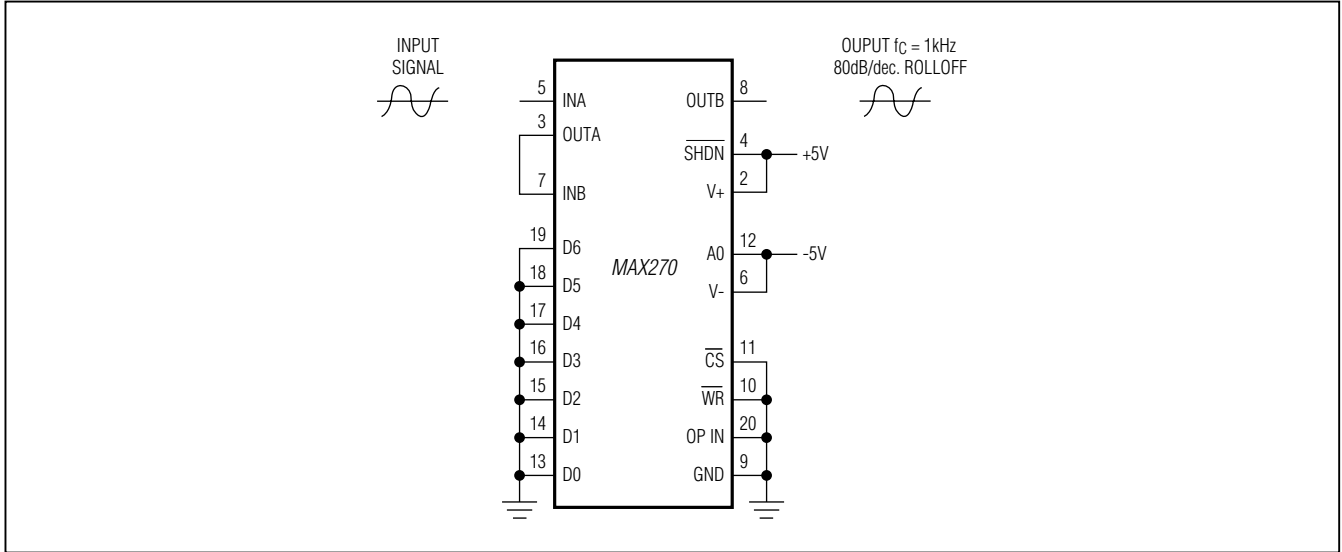 INPUT
SIGNAL
OUPUT fC = 1kHz
80dB/dec. ROLLOFF
5 INA
3 OUTA
7 INB
19 D6
18 D5
17 D4
16 D3
15 D2
14 D1
13 D0
MAX270
OUTB 8
SHDN 4
+5V
V+ 2
A0 12
-5V
V- 6
CS 11
WR 10
OP IN 20
GND 9